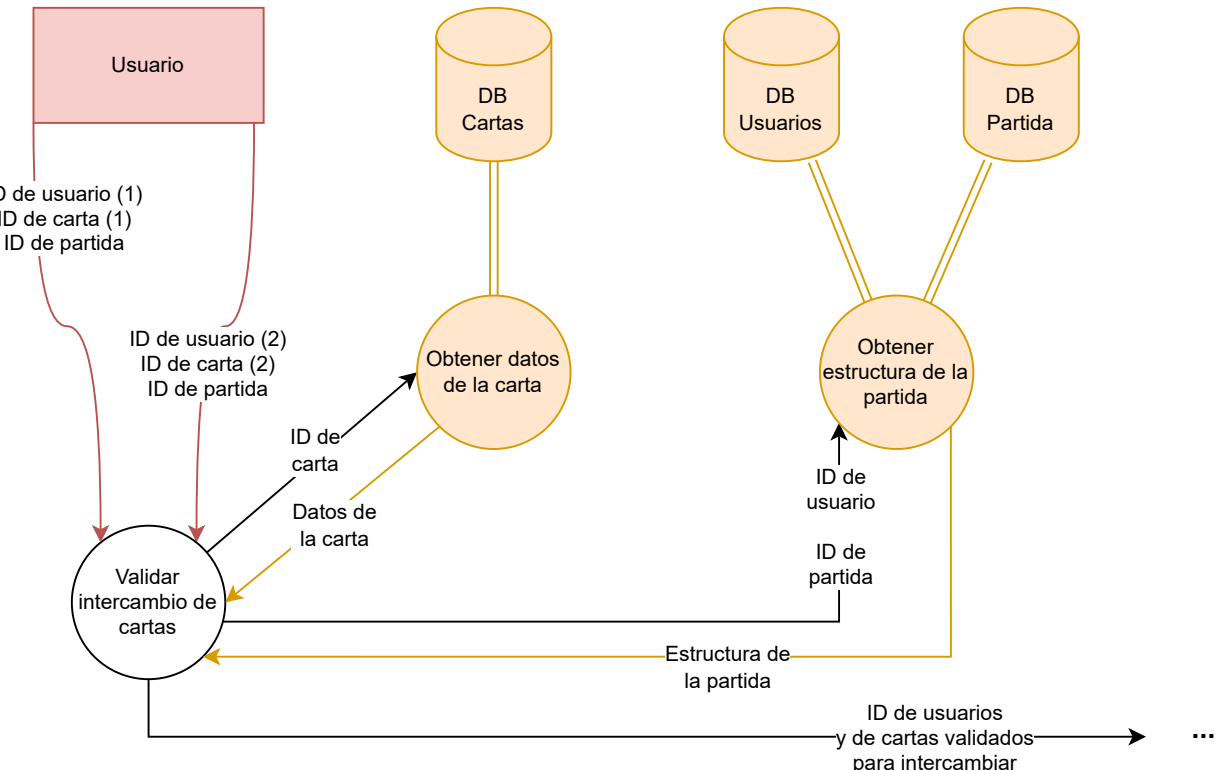 Usuario
DB
Cartas
DB
Usuarios
DB
Partida
de usuario (1)
ID de carta (1)
ID de partida
ID de usuario (2)
ID de carta (2)
ID de partida
Obtener datos
de la carta
Obtener
estructura de la
partida
ID de
carta
ID de
usuario
Datos de
la carta
ID de
partida
Validar
intercambio de
cartas
Estructura de
la partida
ID de usuarios
y de cartas validados
para intercambiar
...